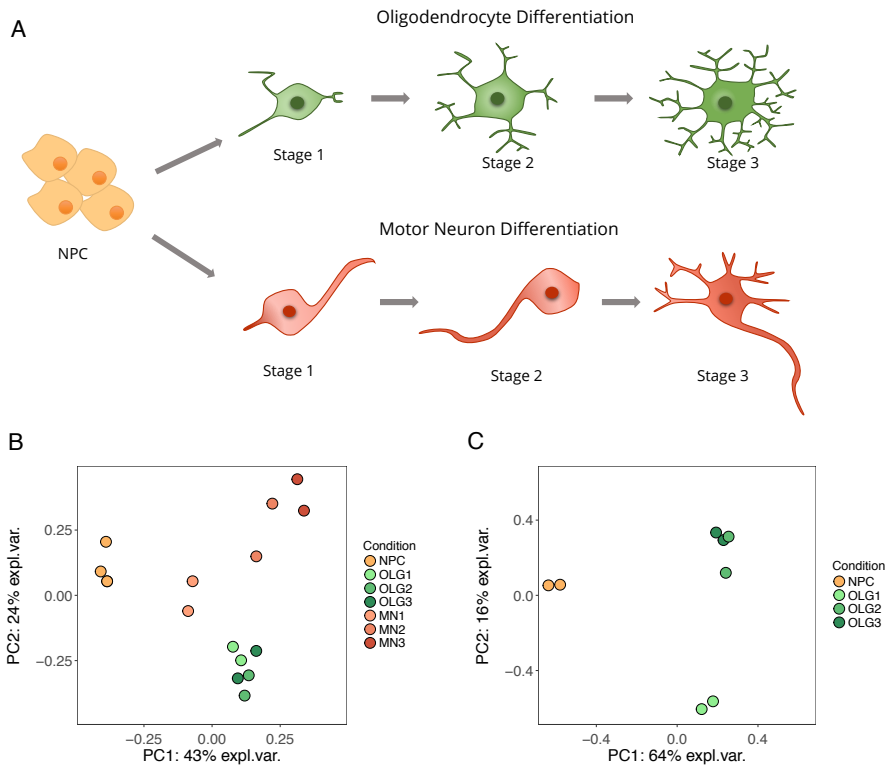 A
Oligodendrocyte Differentiation
Stage 1
Stage 2
Stage 3
NPC
Motor Neuron Differentiation
Stage 1
Stage 2
Stage 3
B
PC2: 24% expl.var.
0.25
0.00
−0.25
−0.25
0.00
0.25
PC1: 43% expl.var.
Condition
NPC
OLG1
OLG2
OLG3
MN1
MN2
MN3
C
PC2: 16% expl.var.
0.4
0.0
−0.4
−0.4
0.0
0.4
PC1: 64% expl.var.
Condition
NPC
OLG1
OLG2
OLG3